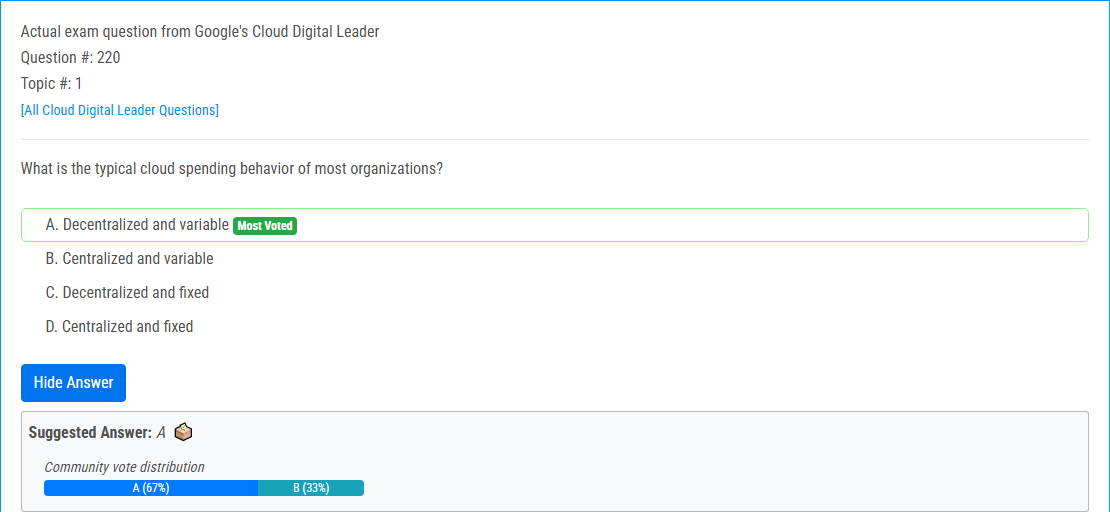 Actual exam question from Google's Cloud Digital Leader
Question #: 220
Topic #: 1
[All Cloud Digital Leader Questions]
What is the typical cloud spending behavior of most organizations?
A. Decentralized and variable Most Voted
B. Centralized and variable
C. Decentralized and fixed
D. Centralized and fixed
Hide Answer
Suggested Answer: A
Community vote distribution
A (67%) B (33%)